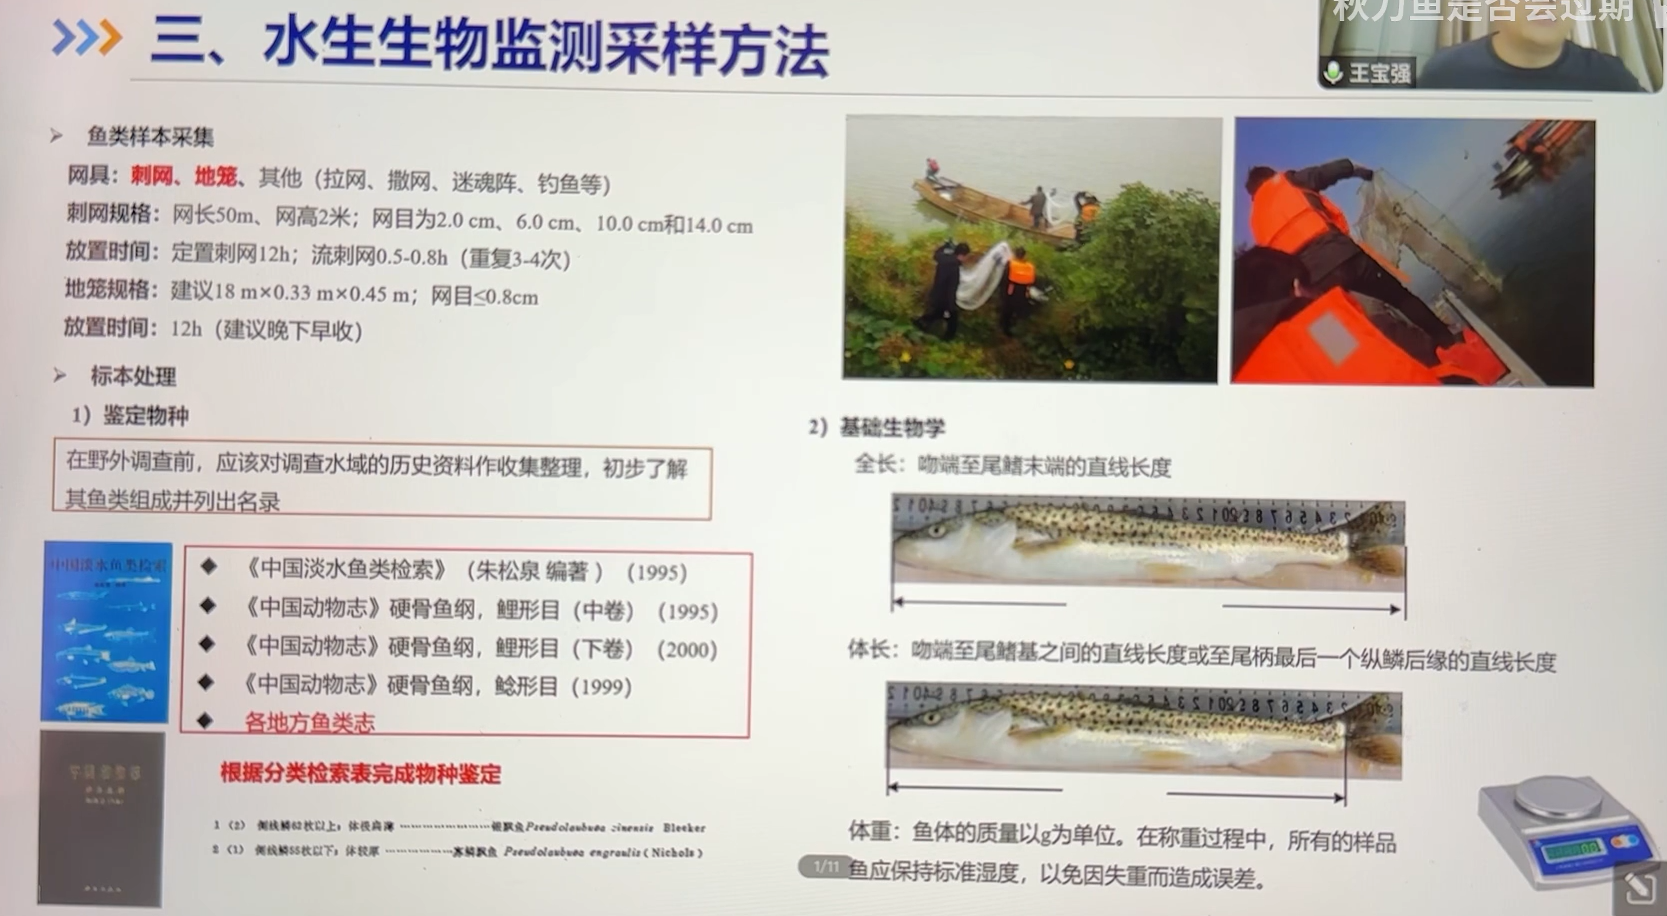 秋刀鱼是否会过期
王宝强
三、水生生物监测采样方法
鱼类样本采集
网具：刺网、地笼、其他（拉网、撒网、迷魂阵、钓鱼等）
刺网规格：网长50m、网高2米；网目为2.0 cm、6.0 cm、10.0 cm和14.0 cm
放置时间：定置刺网12h；流刺网0.5-0.8h（重复3-4次）
地笼规格：建议18 m×0.33 m×0.45 m；网目≤0.8cm
放置时间：12h（建议晚下早收）
标本处理
1）鉴定物种
在野外调查前，应该对调查水域的历史资料作收集整理，初步了解
其鱼类组成并列出名录
中国淡水鱼类检索
《中国淡水鱼类检索》（朱松泉 编著 ）（1995）
《中国动物志》硬骨鱼纲，鲤形目（中卷）（1995）
《中国动物志》硬骨鱼纲，鲤形目（下卷）（2000）
《中国动物志》硬骨鱼纲，鲶形目（1999）
各地方鱼类志
根据分类检索表完成物种鉴定
1（2） 侧线鳞62枚以上；体很扁薄 ··················银飘鱼Pseudolaubuca sinensis Bleeker
2（1） 侧线鳞55枚以下；体较厚 ··············寡鳞飘鱼 Pseudolaubuca engraulis（Nichols）
2）基础生物学
全长：吻端至尾鳍末端的直线长度
体长：吻端至尾鳍基之间的直线长度或至尾柄最后一个纵鳞后缘的直线长度
体重：鱼体的质量以g为单位。在称重过程中，所有的样品
鱼应保持标准湿度，以免因失重而造成误差。
1/11